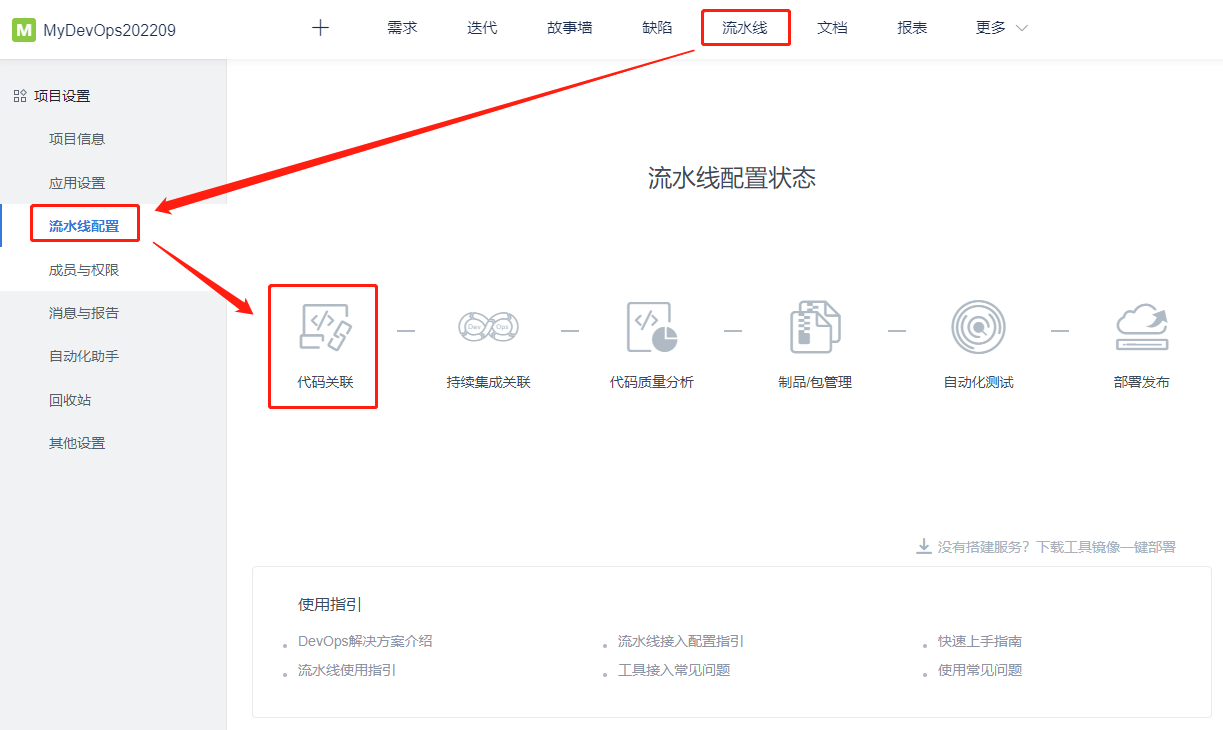 M MyDevOps202209 需求 迭代 故事墙 缺陷 流水线 文档 报表 更多
项目设置
项目信息
应用设置
流水线配置
成员与权限
消息与报告
自动化助手
回收站
其他设置
流水线配置状态
Dev Ops
代码关联 持续集成关联 代码质量分析 制品/包管理 自动化测试 部署发布
没有搭建服务？下载工具镜像一键部署
使用指引
DevOps解决方案介绍 流水线接入配置指引 快速上手指南
流水线使用指引 工具接入常见问题 使用常见问题